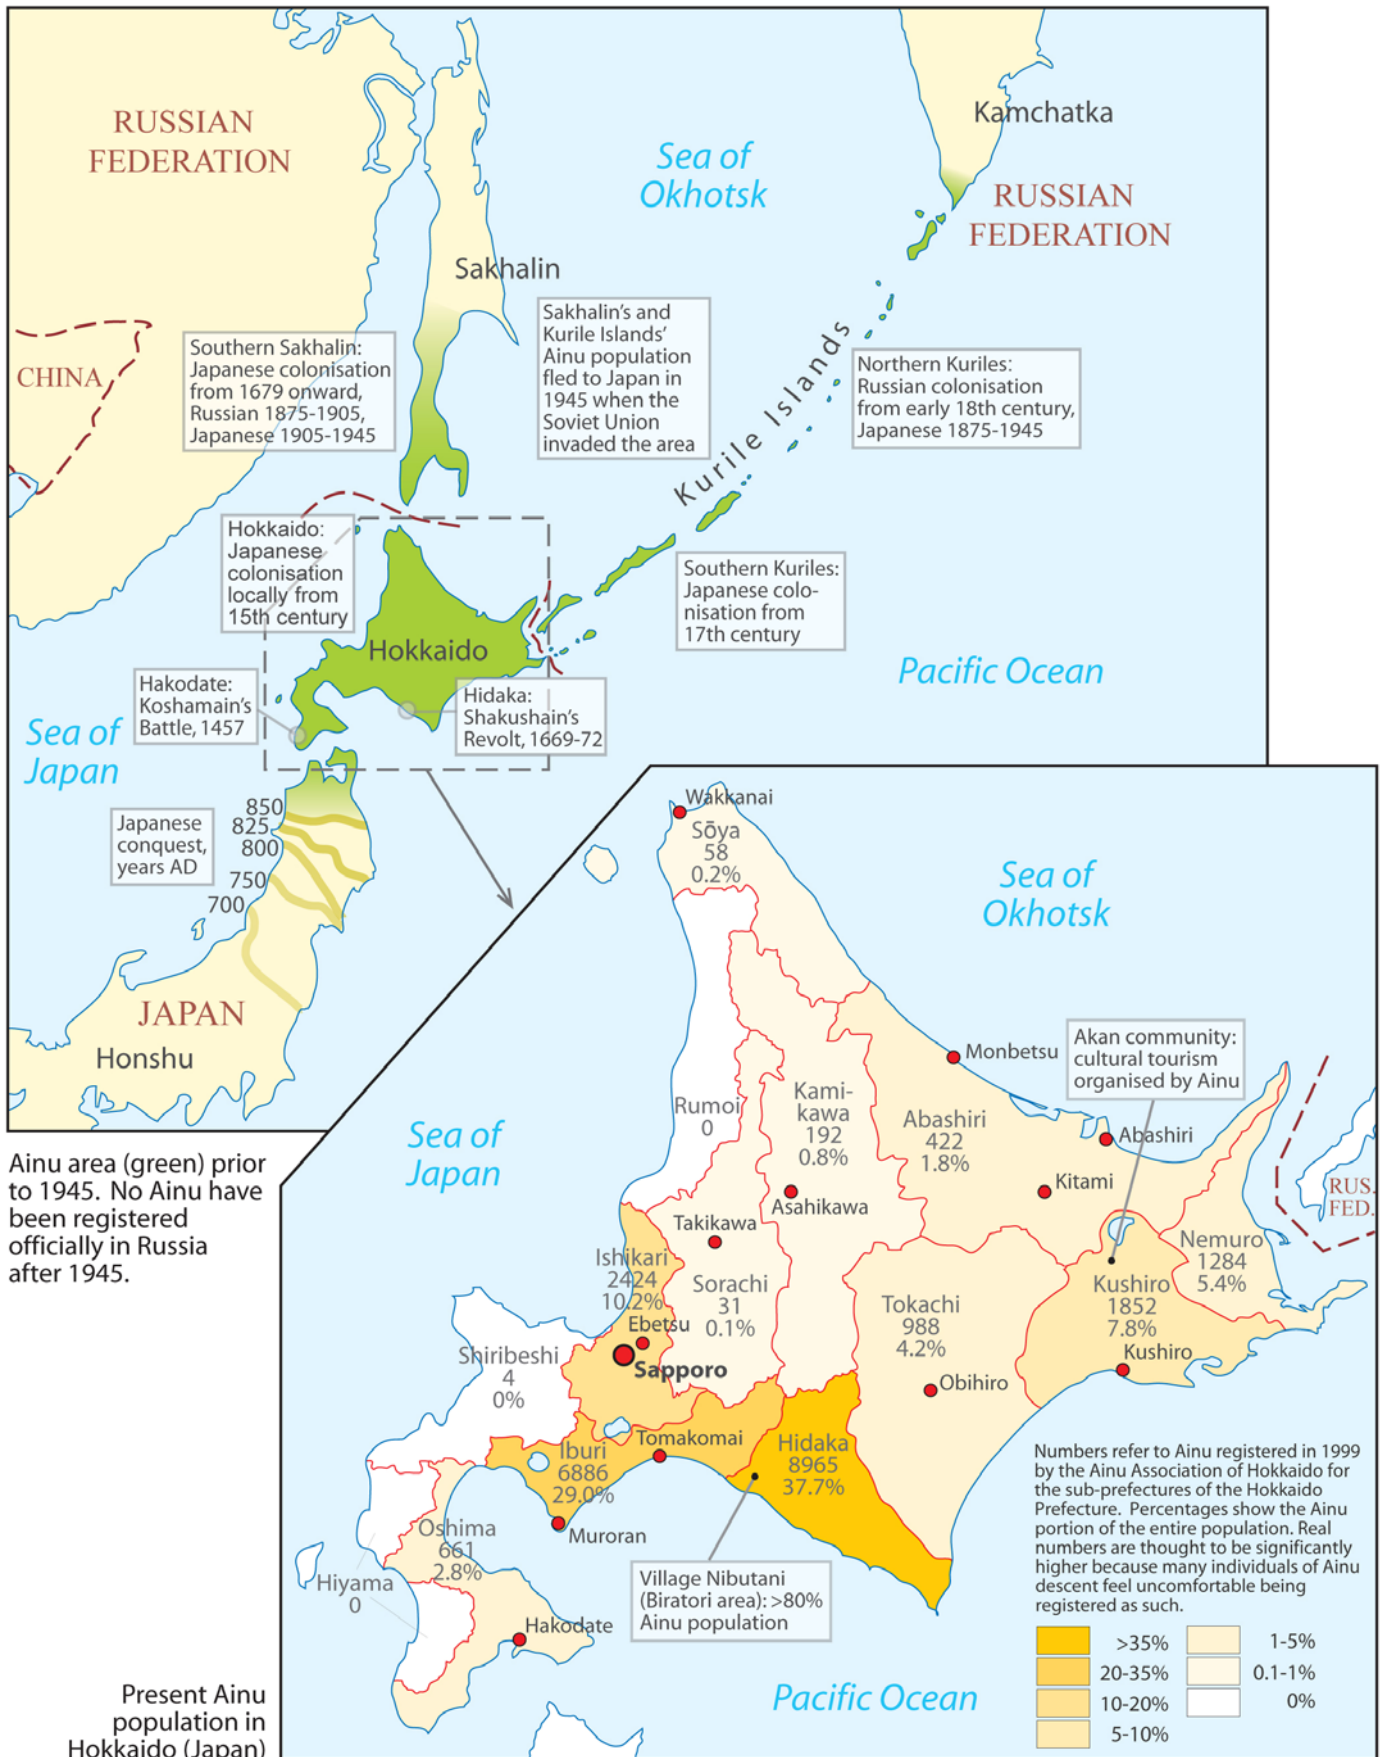 RUSSIAN
FEDERATION
Sea of
Okhotsk
Kamchatka
RUSSIAN
FEDERATION
Sakhalin
CHINA
Southern Sakhalin:
Japanese colonisation
from 1679 onward,
Russian 1875-1905,
Japanese 1905-1945
Sakhalin's and
Kurile Islands'
Ainu population
fled to Japan in
1945 when the
Soviet Union
invaded the area
Kurile Islands
Northern Kuriles:
Russian colonisation
from early 18th century,
Japanese 1875-1945
Hokkaido:
Japanese
colonisation
locally from
15th century
Southern Kuriles:
Japanese colo-
nisation from
17th century
Hokkaido
Pacific Ocean
Hakodate:
Koshamain's
Battle, 1457
Hidaka:
Shakushain's
Revolt, 1669-72
Sea of
Japan
Japanese
conquest,
years AD
850
825
800
750
700
JAPAN
Honshu
Ainu area (green) prior
to 1945. No Ainu have
been registered
officially in Russia
after 1945.
Wakkanai
Sōya
58
0.2%
Sea of
Okhotsk
Monbetsu
Akan community:
cultural tourism
organised by Ainu
Sea of
Japan
Rumoi
0
Kami-
kawa
192
0.8%
Abashiri
422
1.8%
Abashiri
Kitami
RUS.
FED.
Asahikawa
Takikawa
Ishikari
2424
10.2%
Sorachi
31
0.1%
Nemuro
1284
5.4%
Kushiro
1852
7.8%
Kushiro
Tokachi
988
4.2%
Obihiro
Ebetsu
Sapporo
Shiribeshi
4
0%
Tomakomai
Iburi
6886
29.0%
Hidaka
8965
37.7%
Muroran
Oshima
661
2.8%
Hiyama
0
Hakodate
Village Nibutani
(Biratori area): >80%
Ainu population
Numbers refer to Ainu registered in 1999
by the Ainu Association of Hokkaido for
the sub-prefectures of the Hokkaido
Prefecture. Percentages show the Ainu
portion of the entire population. Real
numbers are thought to be significantly
higher because many individuals of Ainu
descent feel uncomfortable being
registered as such.
>35%
20-35%
10-20%
5-10%
1-5%
0.1-1%
0%
Pacific Ocean
Present Ainu
population in
Hokkaido (Japan)